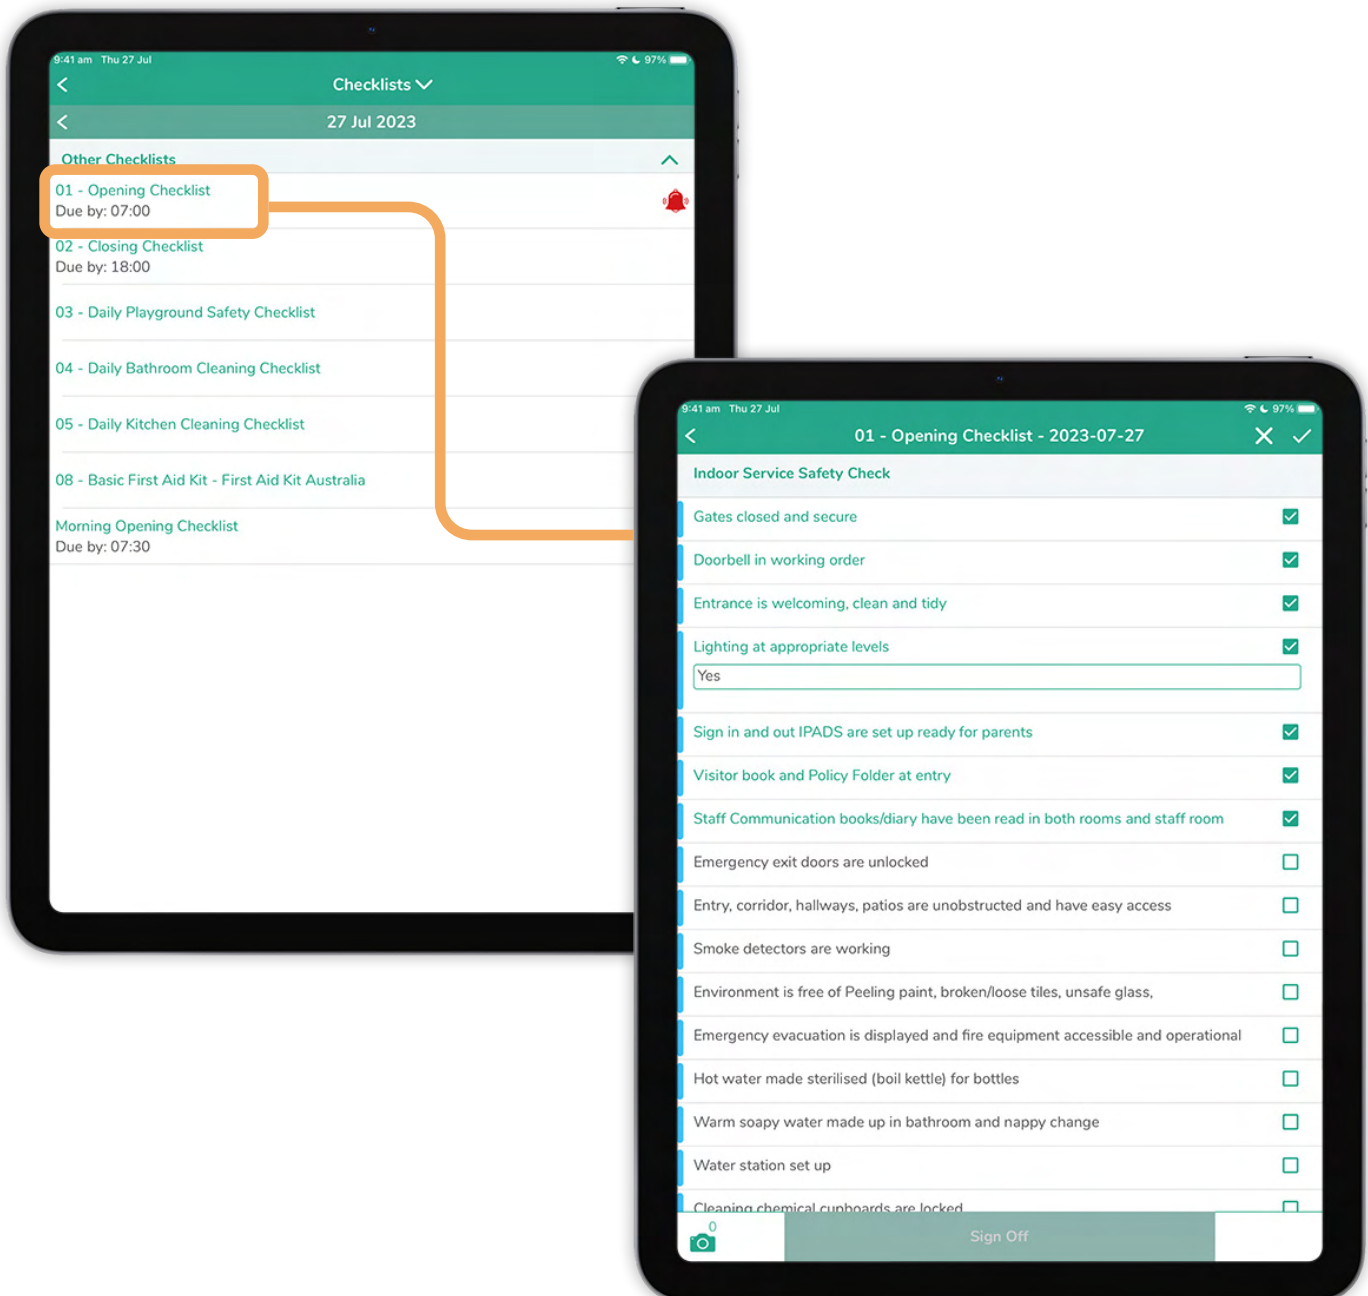 9:41 am Thu 27 Jul
97%
Checklists
27 Jul 2023
Other Checklists
01 - Opening Checklist
Due by: 07:00
02 - Closing Checklist
Due by: 18:00
03 - Daily Playground Safety Checklist
04 - Daily Bathroom Cleaning Checklist
05 - Daily Kitchen Cleaning Checklist
08 - Basic First Aid Kit - First Aid Kit Australia
Morning Opening Checklist
Due by: 07:30
9:41 am Thu 27 Jul
97%
01 - Opening Checklist - 2023-07-27
Indoor Service Safety Check
Gates closed and secure
Doorbell in working order
Entrance is welcoming, clean and tidy
Lighting at appropriate levels
Yes
Sign in and out IPADS are set up ready for parents
Visitor book and Policy Folder at entry
Staff Communication books/diary have been read in both rooms and staff room
Emergency exit doors are unlocked
Entry, corridor, hallways, patios are unobstructed and have easy access
Smoke detectors are working
Environment is free of Peeling paint, broken/loose tiles, unsafe glass,
Emergency evacuation is displayed and fire equipment accessible and operational
Hot water made sterilised (boil kettle) for bottles
Warm soapy water made up in bathroom and nappy change
Water station set up
Cleaning chemical cupboards are locked
0
Sign Off